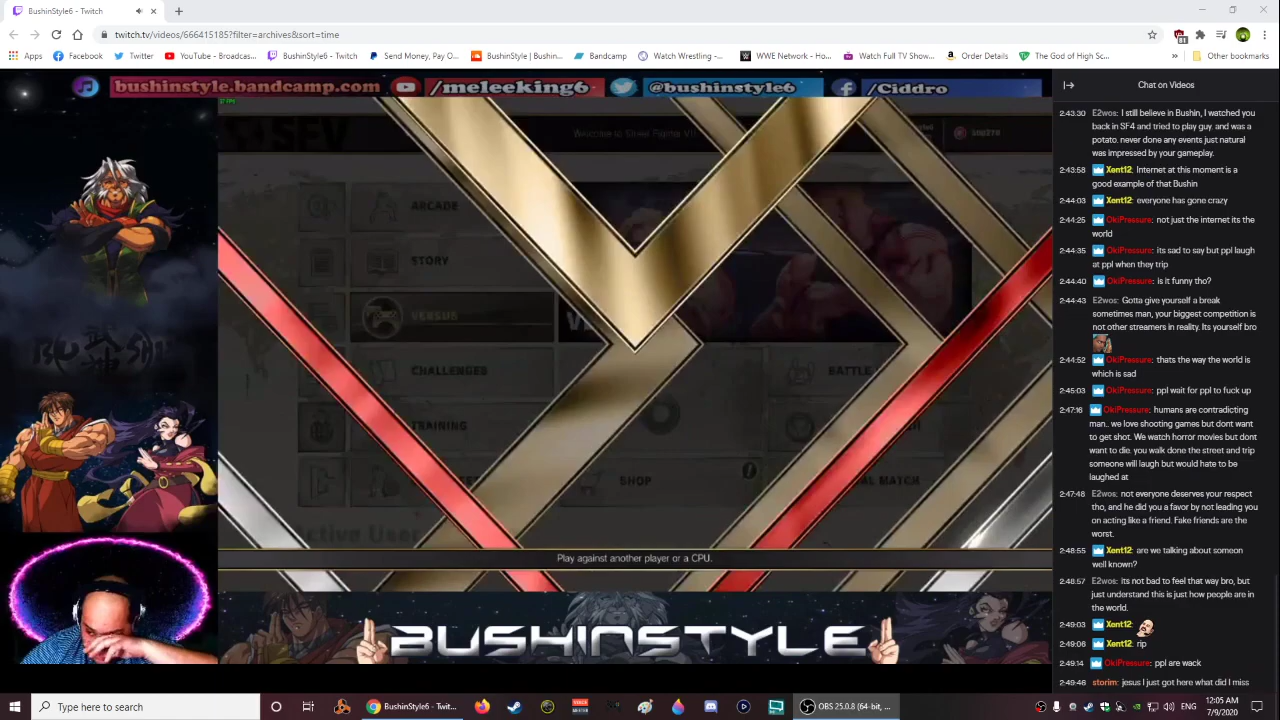 BushinStyle6 - Twitch
twitch.tv/videos/666415185?filter=archives&sort=time
Apps Facebook Twitter YouTube - Broadcas... BushinStyle6 - Twitch Send Money, Pay O... BushinStyle | Bushin... Bandcamp Watch Wrestling -... WWE Network - Ho... Watch Full TV Show... Order Details The God of High Sc... » Other bookmarks
bushinstyle.bandcamp.com /meleeking6 @bushinstyle6 /Ciddro
Chat on Videos
Welcome to Street Fighter V!!
ARCADE
STORY
VERSUS
CHALLENGES
BATTLE
TRAINING
SHOP
Active User
Play against another player or a CPU.
BUSHINSTYLE
2:43:30 E2wos: I still believe in Bushin, I watched you
back in SF4 and tried to play guy. and was a
potato. never done any events just natural
was impressed by your gameplay.
2:43:58 Xent12: Internet at this moment is a
good example of that Bushin
2:44:03 Xent12: everyone has gone crazy
2:44:25 OkiPressure: not just the internet its the
world
2:44:35 OkiPressure: its sad to say but ppl laugh
at ppl when they trip
2:44:40 OkiPressure: is it funny tho?
2:44:43 E2wos: Gotta give yourself a break
sometimes man, your biggest competition is
not other streamers in reality. Its yourself bro
2:44:52 OkiPressure: thats the way the world is
which is sad
2:45:03 OkiPressure: ppl wait for ppl to fuck up
2:47:16 OkiPressure: humans are contradicting
man.. we love shooting games but dont want
to get shot. We watch horror movies but dont
want to die. you walk done the street and trip
someone will laugh but would hate to be
laughed at
2:47:48 E2wos: not everyone deserves your respect
tho, and he did you a favor by not leading you
on acting like a friend. Fake friends are the
worst.
2:48:55 Xent12: are we talking about someon
well known?
2:48:57 E2wos: its not bad to feel that way bro, but
just understand this is just how people are in
the world.
2:49:03 Xent12:
2:49:08 Xent12: rip
2:49:14 OkiPressure: ppl are wack
2:49:46 storim: jesus I just got here what did I miss
Type here to search
BushinStyle6 - Twit...
OBS 25.0.8 (64-bit, ...
12:05 AM
7/9/2020